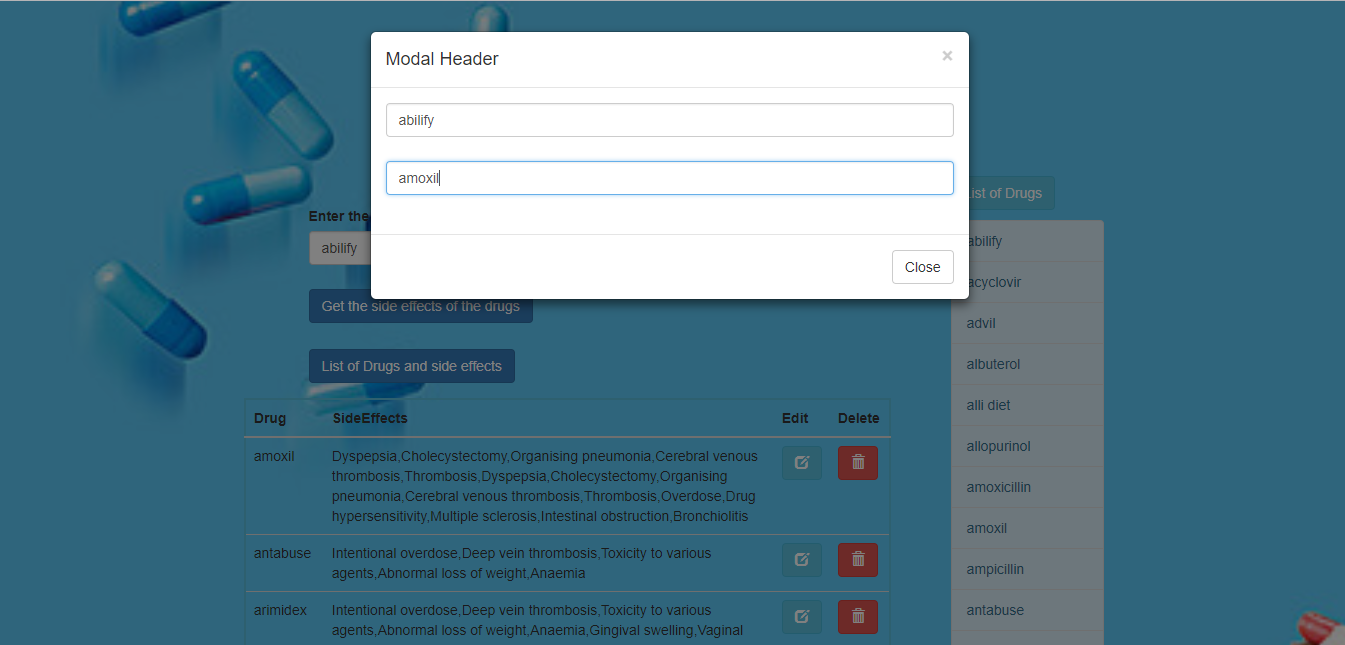 Modal Header ×
abilify
amoxil
Close
Enter the
abilify
Get the side effects of the drugs
List of Drugs and side effects
Drug SideEffects Edit Delete
amoxil Dyspepsia,Cholecystectomy,Organising pneumonia,Cerebral venous
thrombosis,Thrombosis,Dyspepsia,Cholecystectomy,Organising
pneumonia,Cerebral venous thrombosis,Thrombosis,Overdose,Drug
hypersensitivity,Multiple sclerosis,Intestinal obstruction,Bronchiolitis
antabuse Intentional overdose,Deep vein thrombosis,Toxicity to various
agents,Abnormal loss of weight,Anaemia
arimidex Intentional overdose,Deep vein thrombosis,Toxicity to various
agents,Abnormal loss of weight,Anaemia,Gingival swelling,Vaginal
ist of Drugs
abilify
acyclovir
advil
albuterol
alli diet
allopurinol
amoxicillin
amoxil
ampicillin
antabuse